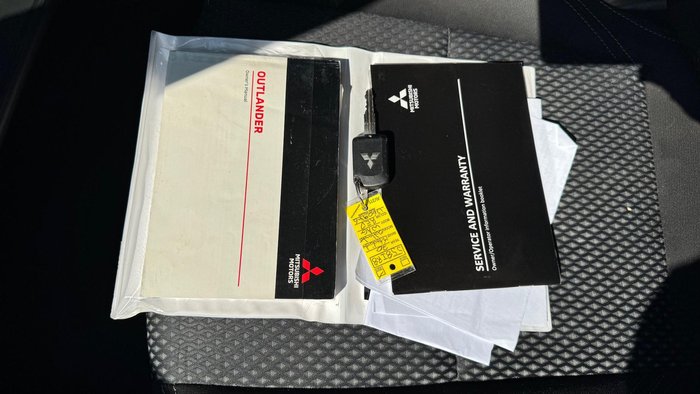 OUTLANDER
Owner's Manual
MITSUBISHI
MOTORS
MITSUBISHI
MOTORS
SERVICE AND WARRANTY
Owner/Operator information booklet